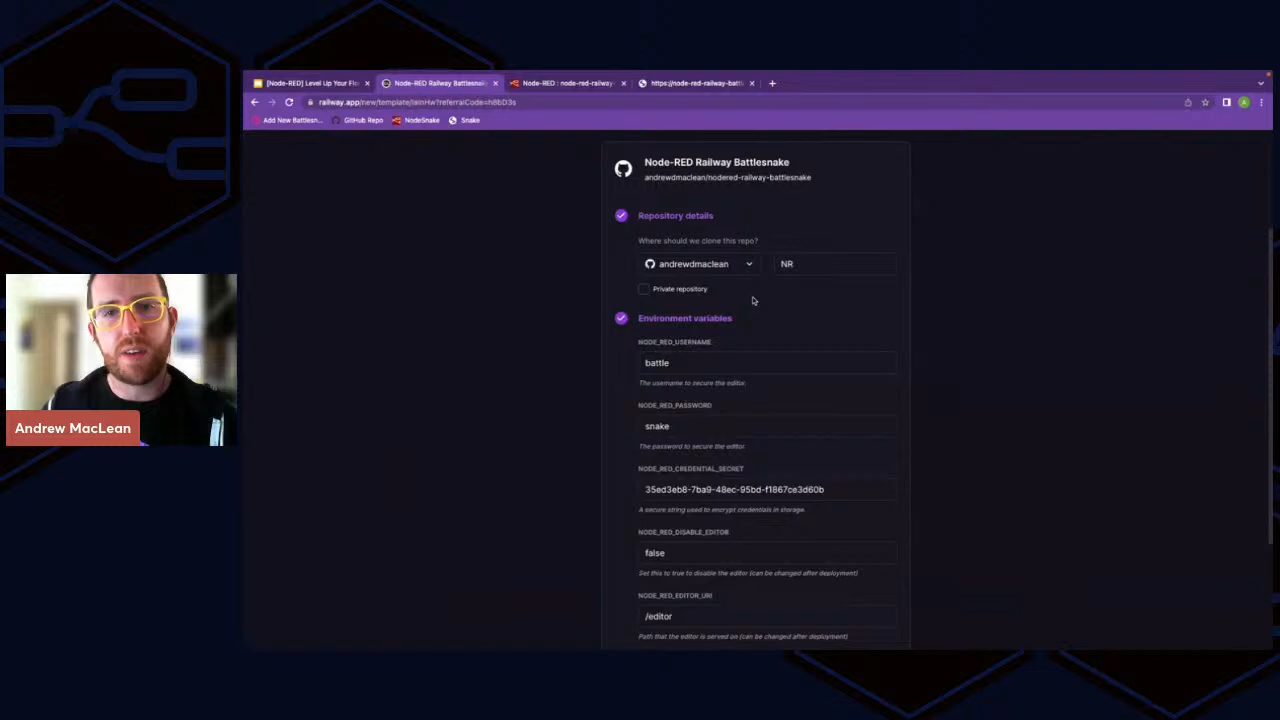 [Node-RED] Level Up Your Flo
Node-RED Railway Battlesnake
Node-RED : node-red-railway-
https://node-red-railway-battl
railway.app/new/template/IainHw?referralCode=h8bD3s
Add New Battlesn...
GitHub Repo
NodeSnake
Snake
Node-RED Railway Battlesnake
andrewdmaclean/nodered-railway-battlesnake
Repository details
Where should we clone this repo?
andrewdmaclean
NR
Private repository
Environment variables
NODE_RED_USERNAME
battle
The username to secure the editor.
NODE_RED_PASSWORD
snake
The password to secure the editor.
NODE_RED_CREDENTIAL_SECRET
35ed3eb8-7ba9-48ec-95bd-f1867ce3d60b
A secure string used to encrypt credentials in storage.
NODE_RED_DISABLE_EDITOR
false
Set this to true to disable the editor (can be changed after deployment)
NODE_RED_EDITOR_URI
/editor
Path that the editor is served on (can be changed after deployment)
Andrew MacLean